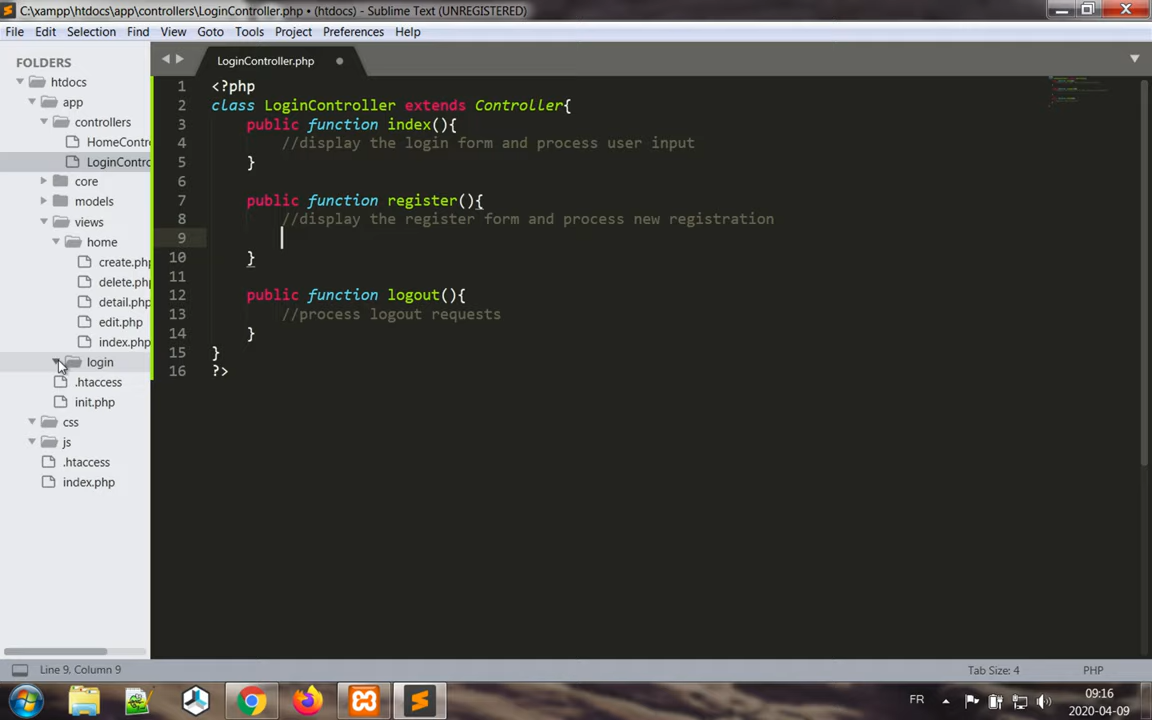 C:\xampp\htdocs\app\controllers\LoginController.php • (htdocs) - Sublime Text (UNREGISTERED)
File Edit Selection Find View Goto Tools Project Preferences Help
FOLDERS
htdocs
app
controllers
HomeContro
LoginContro
core
models
views
home
create.php
delete.php
detail.php
edit.php
index.php
login
.htaccess
init.php
css
js
.htaccess
index.php
LoginController.php
1 <?php
2 class LoginController extends Controller{
3 public function index(){
4 //display the login form and process user input
5 }
6
7 public function register(){
8 //display the register form and process new registration
9
10 }
11
12 public function logout(){
13 //process logout requests
14 }
15 }
16 ?>
Line 9, Column 9 Tab Size: 4 PHP
FR 09:16
2020-04-09